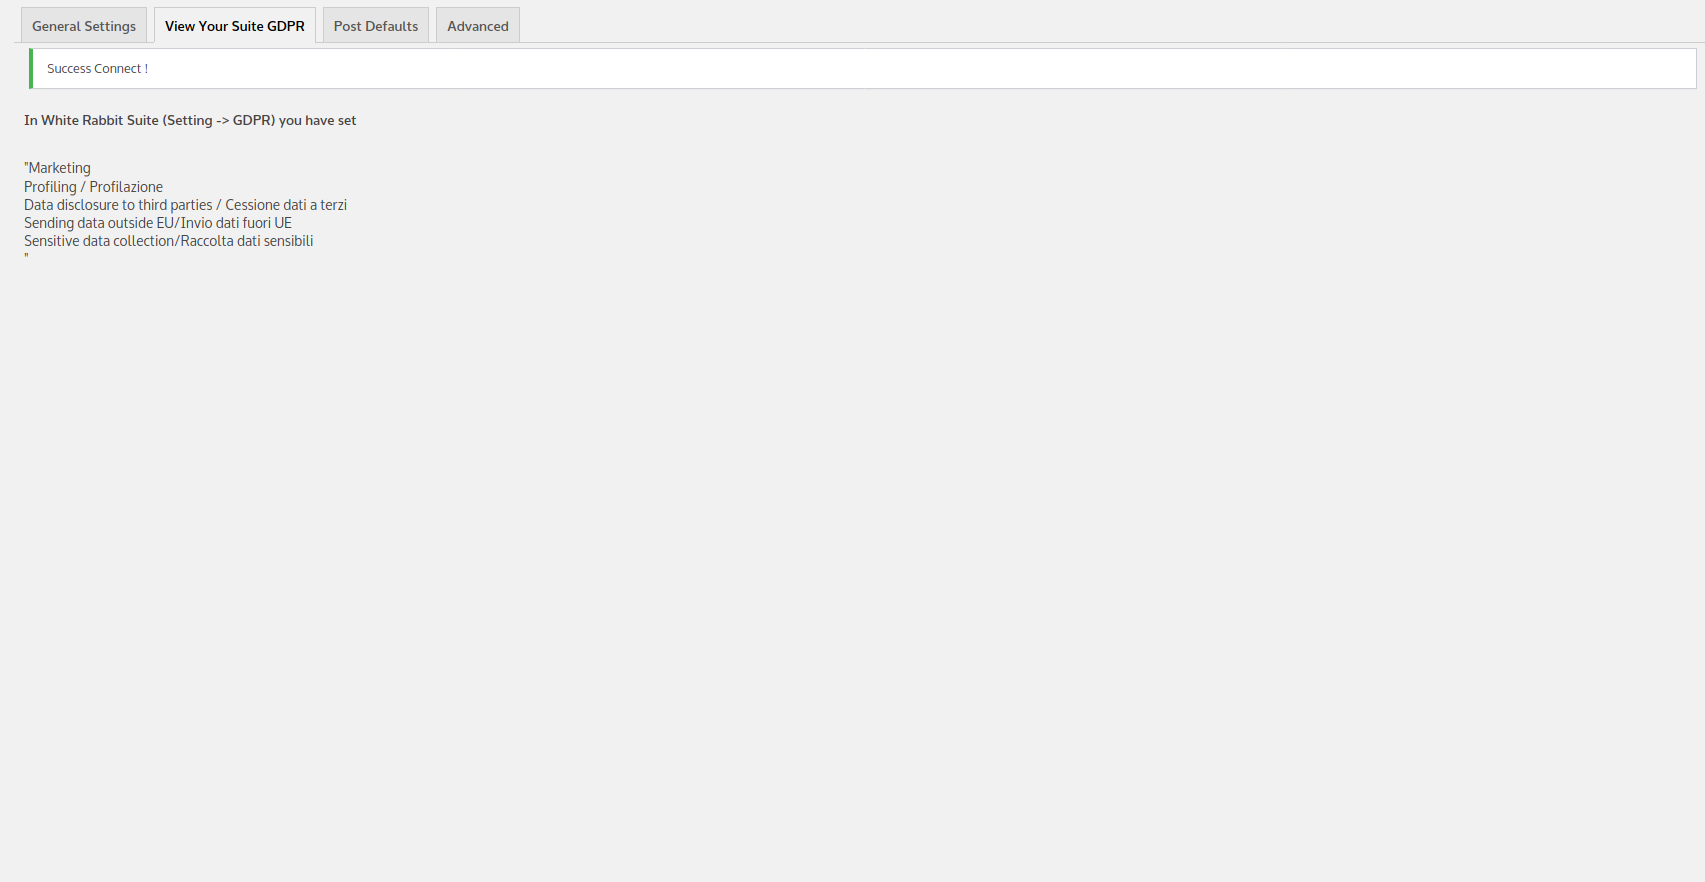 General Settings
View Your Suite GDPR
Post Defaults
Advanced
Success Connect !
In White Rabbit Suite (Setting -> GDPR) you have set
"Marketing
Profiling / Profilazione
Data disclosure to third parties / Cessione dati a terzi
Sending data outside EU/Invio dati fuori UE
Sensitive data collection/Raccolta dati sensibili
"